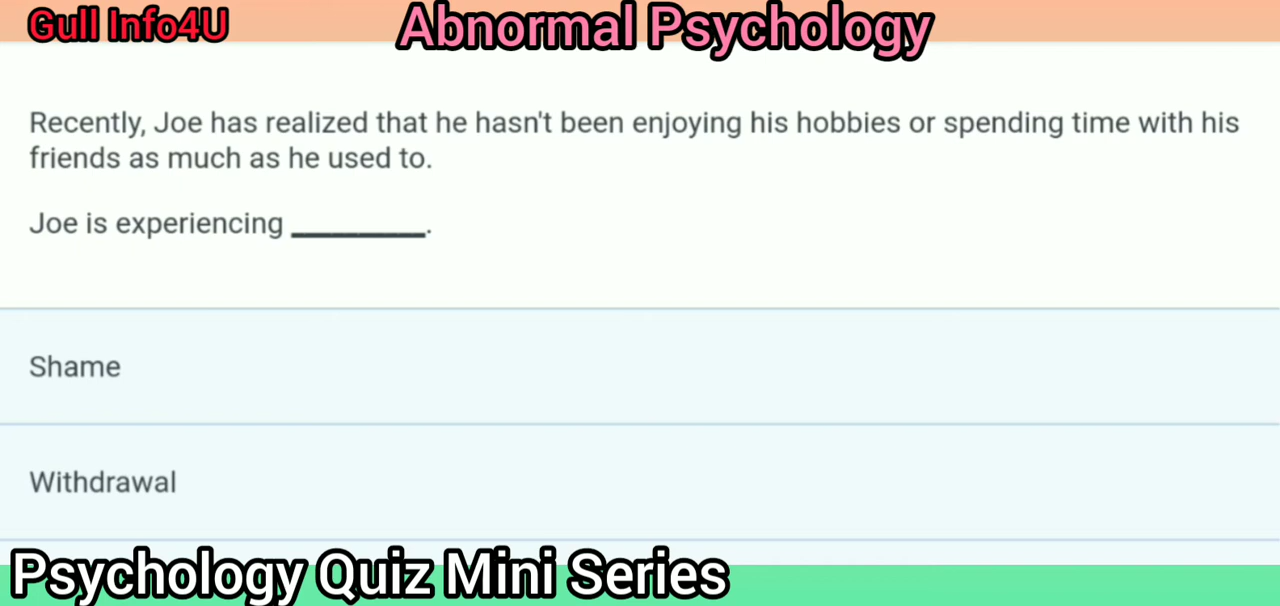 Gull Info4U
Abnormal Psychology
Recently, Joe has realized that he hasn't been enjoying his hobbies or spending time with his
friends as much as he used to.
Joe is experiencing __________.
Shame
Withdrawal
Psychology Quiz Mini Series